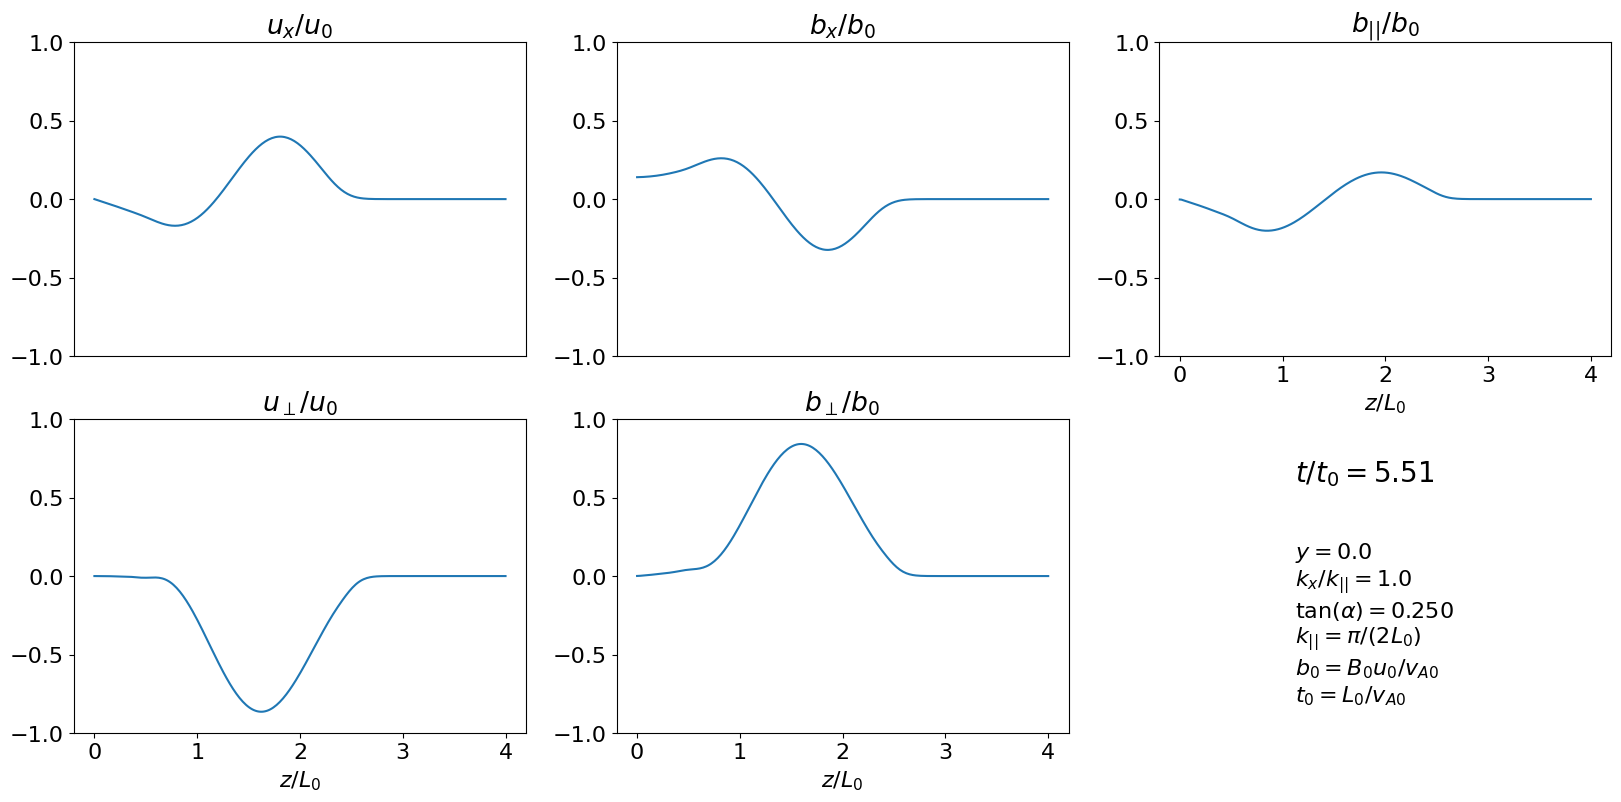 u_x/u_0
1.0
0.5
0.0
−0.5
−1.0
b_x/b_0
1.0
0.5
0.0
−0.5
−1.0
b_{||}/b_0
1.0
0.5
0.0
−0.5
−1.0
0 1 2 3 4
z/L_0
u_⊥/u_0
1.0
0.5
0.0
−0.5
−1.0
0 1 2 3 4
z/L_0
b_⊥/b_0
1.0
0.5
0.0
−0.5
−1.0
0 1 2 3 4
z/L_0
t/t_0 = 5.51
y = 0.0
k_x/k_{||} = 1.0
tan(α) = 0.250
k_{||} = π/(2L_0)
b_0 = B_0u_0/v_{A0}
t_0 = L_0/v_{A0}